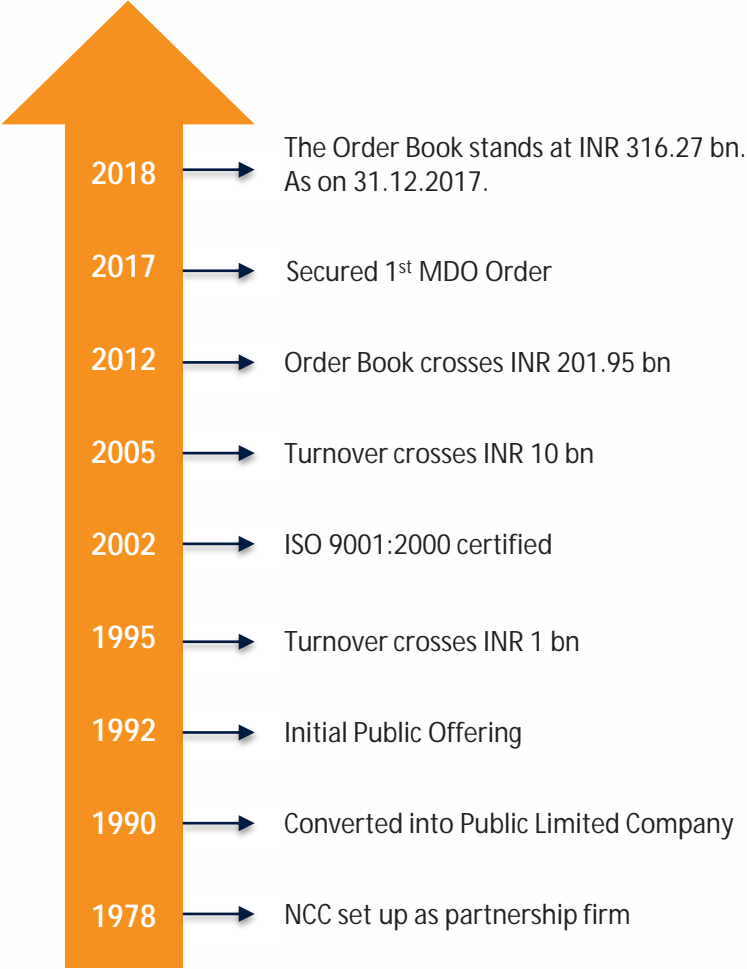 2018
The Order Book stands at INR 316.27 bn.
As on 31.12.2017.
2017
Secured 1st MDO Order
2012
Order Book crosses INR 201.95 bn
2005
Turnover crosses INR 10 bn
2002
ISO 9001:2000 certified
1995
Turnover crosses INR 1 bn
1992
Initial Public Offering
1990
Converted into Public Limited Company
1978
NCC set up as partnership firm